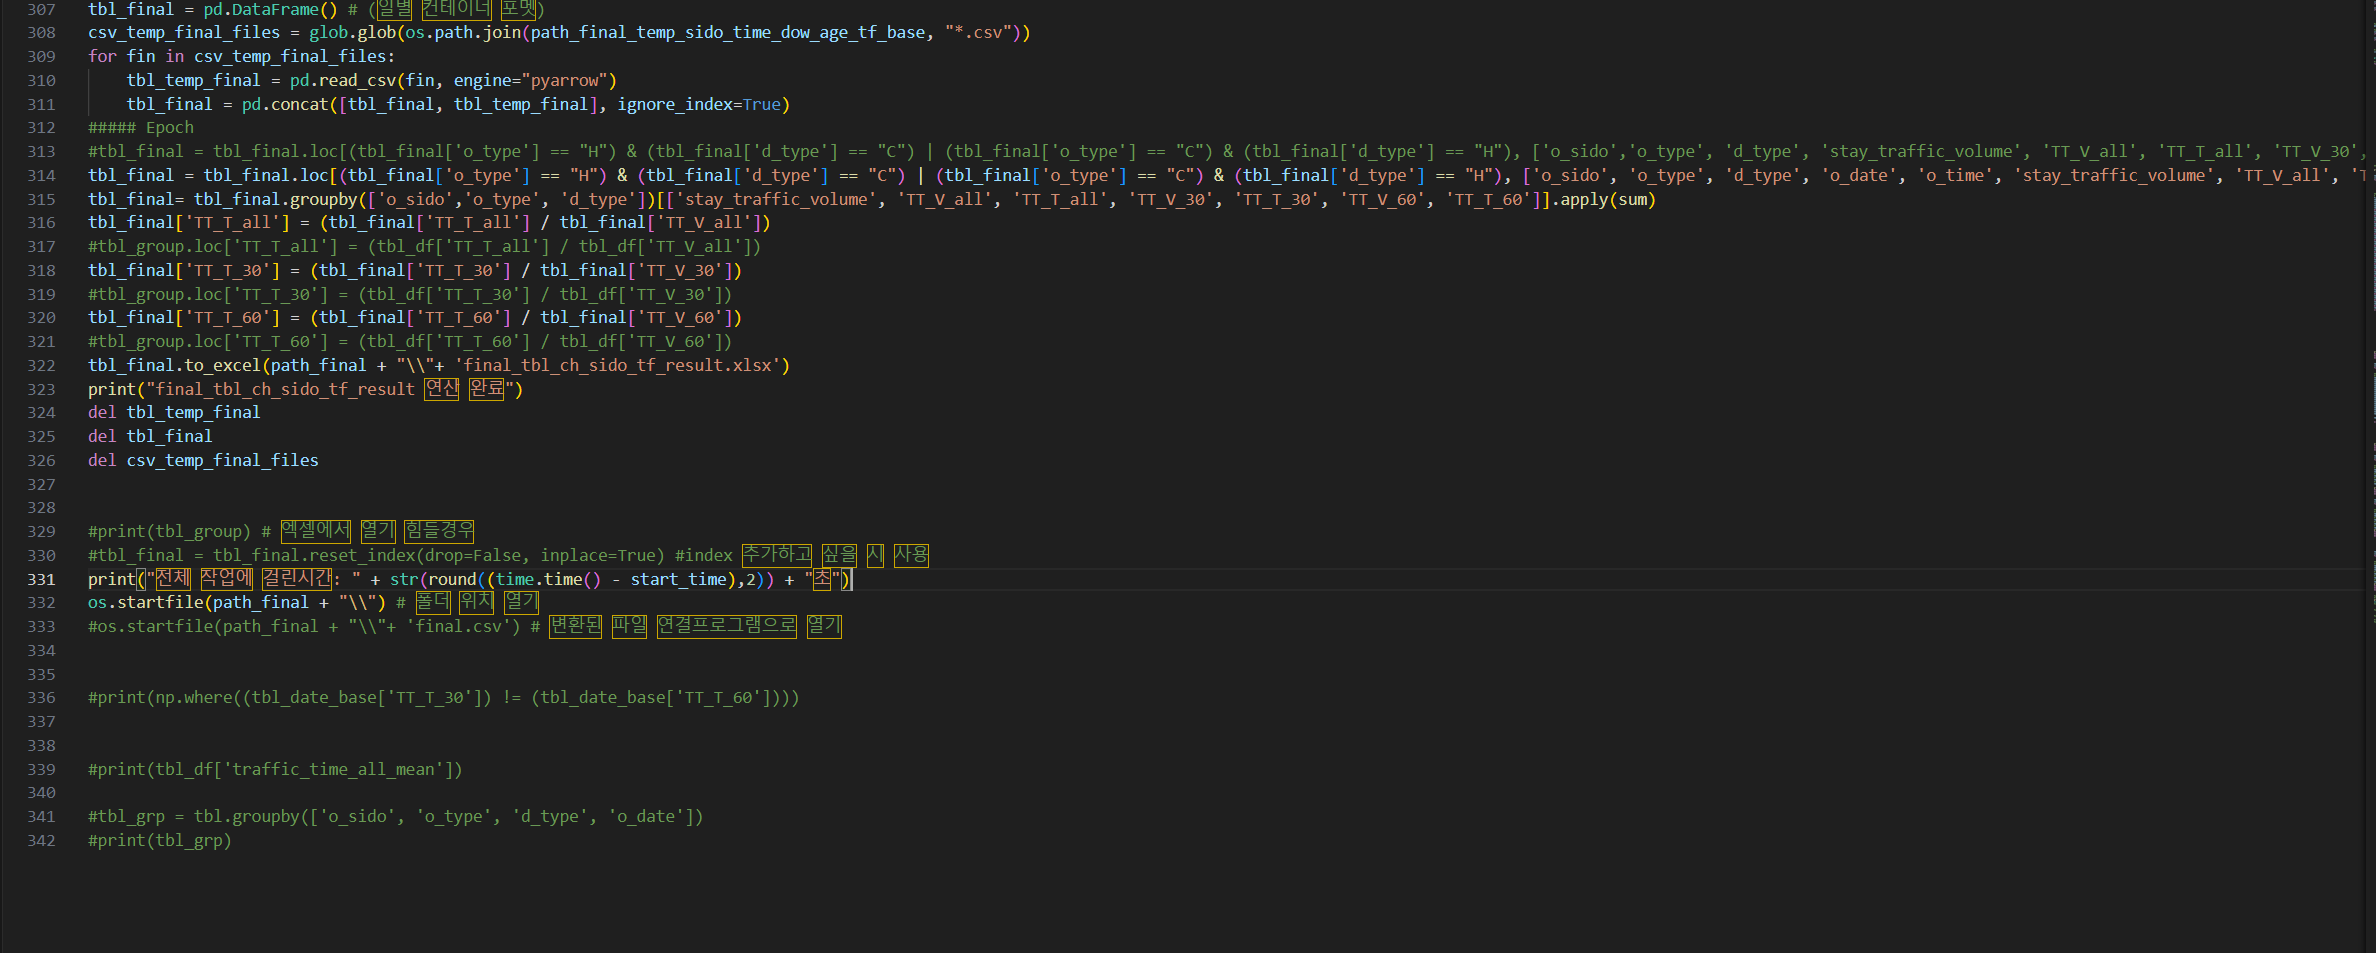 307 tbl_final = pd.DataFrame() # (일별 컨테이너 포멧)
308 csv_temp_final_files = glob.glob(os.path.join(path_final_temp_sido_time_dow_age_tf_base, "*.csv"))
309 for fin in csv_temp_final_files:
310     tbl_temp_final = pd.read_csv(fin, engine="pyarrow")
311     tbl_final = pd.concat([tbl_final, tbl_temp_final], ignore_index=True)
312 ##### Epoch
313 #tbl_final = tbl_final.loc[(tbl_final['o_type'] == "H") & (tbl_final['d_type'] == "C") | (tbl_final['o_type'] == "C") & (tbl_final['d_type'] == "H"), ['o_sido','o_type', 'd_type', 'stay_traffic_volume', 'TT_V_all', 'TT_T_all', 'TT_V_30',
314 tbl_final = tbl_final.loc[(tbl_final['o_type'] == "H") & (tbl_final['d_type'] == "C") | (tbl_final['o_type'] == "C") & (tbl_final['d_type'] == "H"), ['o_sido', 'o_type', 'd_type', 'o_date', 'o_time', 'stay_traffic_volume', 'TT_V_all',
315 tbl_final= tbl_final.groupby(['o_sido','o_type', 'd_type'])[['stay_traffic_volume', 'TT_V_all', 'TT_T_all', 'TT_V_30', 'TT_T_30', 'TT_V_60', 'TT_T_60']].apply(sum)
316 tbl_final['TT_T_all'] = (tbl_final['TT_T_all'] / tbl_final['TT_V_all'])
317 #tbl_group.loc['TT_T_all'] = (tbl_df['TT_T_all'] / tbl_df['TT_V_all'])
318 tbl_final['TT_T_30'] = (tbl_final['TT_T_30'] / tbl_final['TT_V_30'])
319 #tbl_group.loc['TT_T_30'] = (tbl_df['TT_T_30'] / tbl_df['TT_V_30'])
320 tbl_final['TT_T_60'] = (tbl_final['TT_T_60'] / tbl_final['TT_V_60'])
321 #tbl_group.loc['TT_T_60'] = (tbl_df['TT_T_60'] / tbl_df['TT_V_60'])
322 tbl_final.to_excel(path_final + "\\"+ 'final_tbl_ch_sido_tf_result.xlsx')
323 print("final_tbl_ch_sido_tf_result 연산 완료")
324 del tbl_temp_final
325 del tbl_final
326 del csv_temp_final_files
327
328
329 #print(tbl_group) # 엑셀에서 열기 힘들경우
330 #tbl_final = tbl_final.reset_index(drop=False, inplace=True) #index 추가하고 싶을 시 사용
331 print("전체 작업에 걸린시간: " + str(round((time.time() - start_time),2)) + "초")
332 os.startfile(path_final + "\\") # 폴더 위치 열기
333 #os.startfile(path_final + "\\"+ 'final.csv') # 변환된 파일 연결프로그램으로 열기
334
335
336 #print(np.where((tbl_date_base['TT_T_30']) != (tbl_date_base['TT_T_60'])))
337
338
339 #print(tbl_df['traffic_time_all_mean'])
340
341 #tbl_grp = tbl.groupby(['o_sido', 'o_type', 'd_type', 'o_date'])
342 #print(tbl_grp)